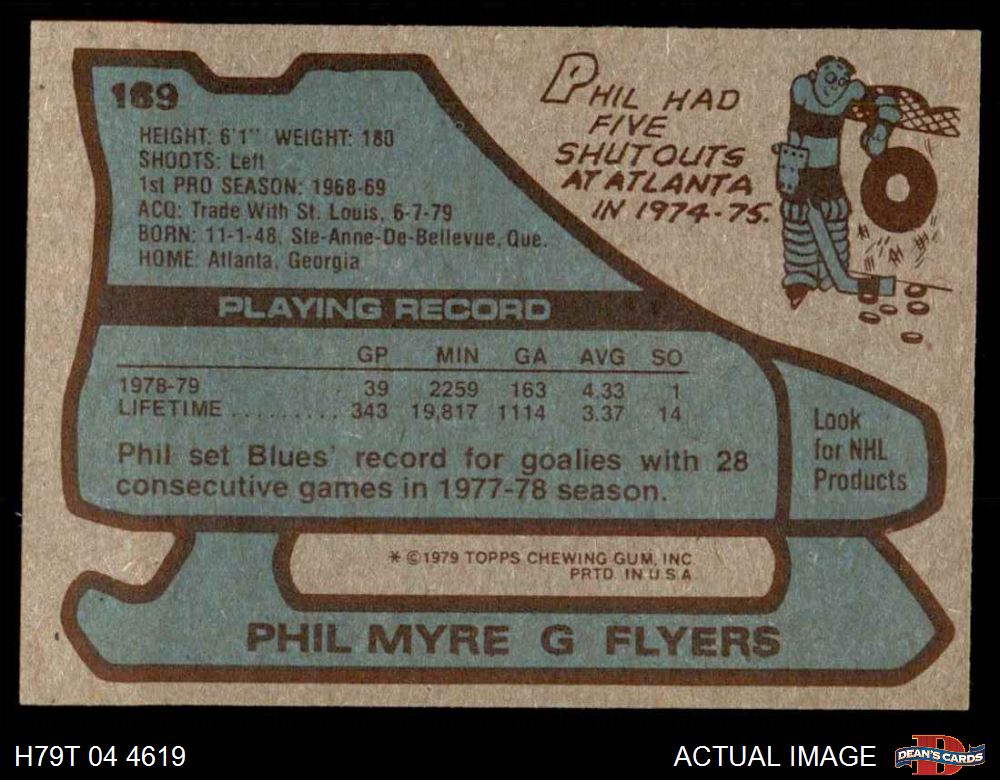 189
HEIGHT: 6'1" WEIGHT: 180
SHOOTS: Left
1st PRO SEASON: 1968-69
ACQ: Trade With St. Louis, 6-7-79
BORN: 11-1-48, Ste-Anne-De-Bellevue, Que.
HOME: Atlanta, Georgia
PHIL HAD
FIVE
SHUTOUTS
AT ATLANTA
IN 1974-75.
PLAYING RECORD
GP MIN GA AVG SO
1978-79 39 2259 163 4.33 1
LIFETIME .......... 343 19,817 1114 3.37 14
Phil set Blues' record for goalies with 28
consecutive games in 1977-78 season.
Look
for NHL
Products
* ©1979 TOPPS CHEWING GUM, INC
PRTD. IN U.S.A
PHIL MYRE G FLYERS
H79T 04 4619
ACTUAL IMAGE
D
DEAN'S CARDS